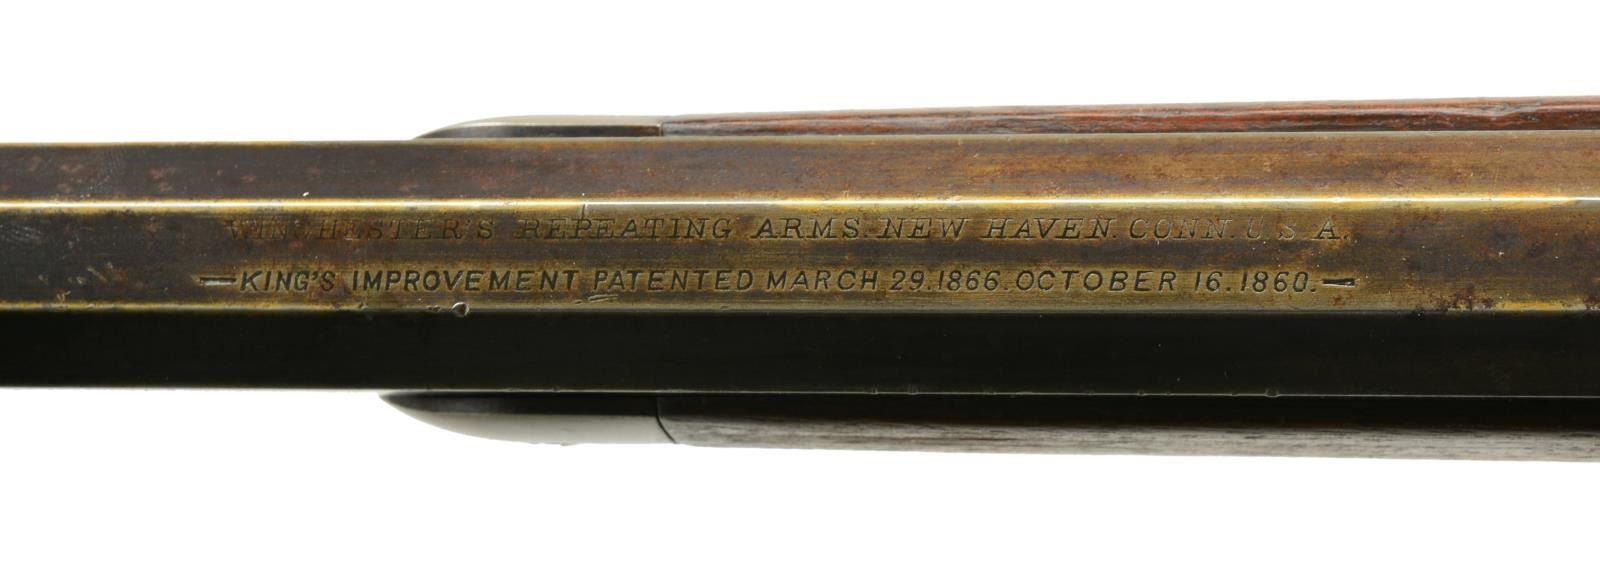 WINCHESTER'S REPEATING ARMS. NEW HAVEN. CONN. U.S.A.
—KING'S IMPROVEMENT PATENTED MARCH 29.1866.OCTOBER 16.1860.—